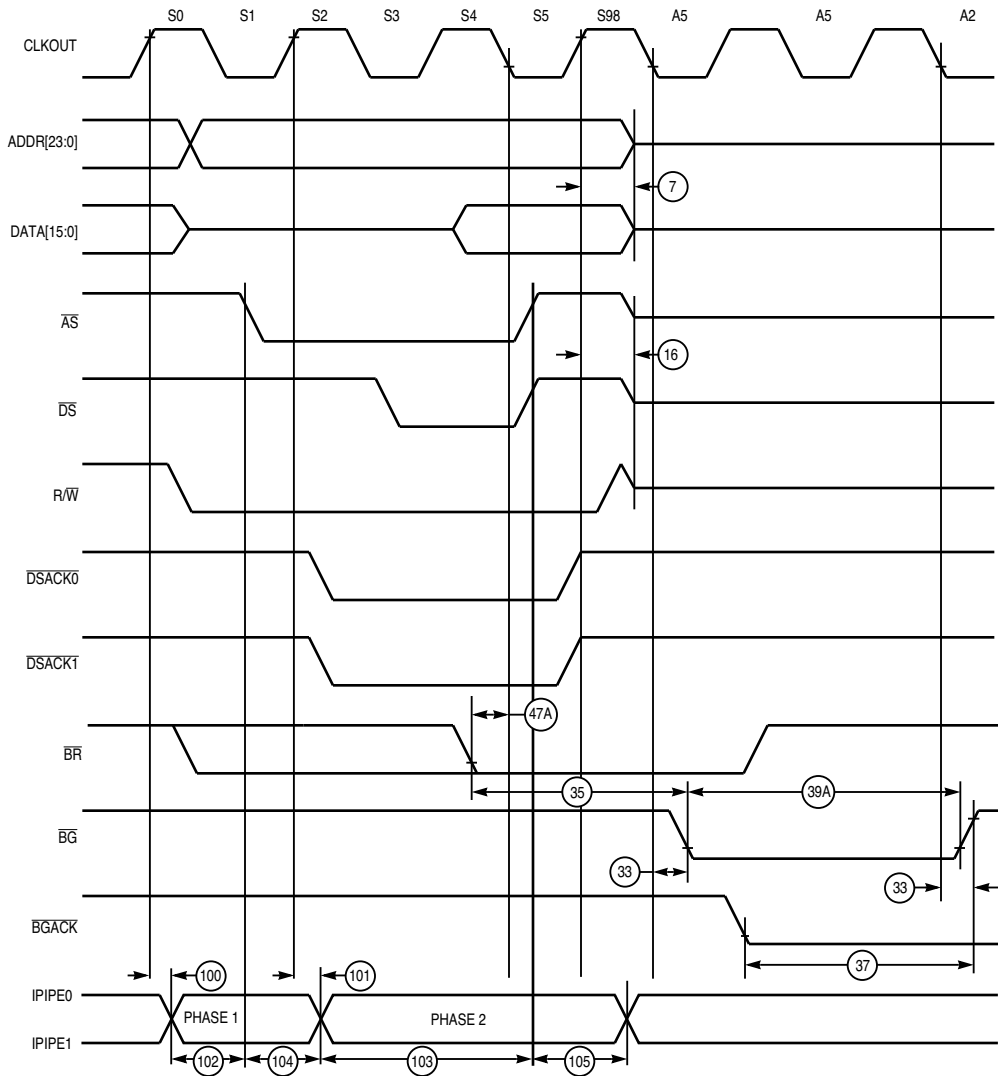 S0 S1 S2 S3 S4 S5 S98 A5 A5 A2
CLKOUT
ADDR[23:0]
7
DATA[15:0]
AS
16
DS
R/W
DSACK0
DSACK1
47A
BR
35 39A
BG
33 33
BGACK
37
100 101
IPIPE0
PHASE 1 PHASE 2
IPIPE1
102 104 103 105